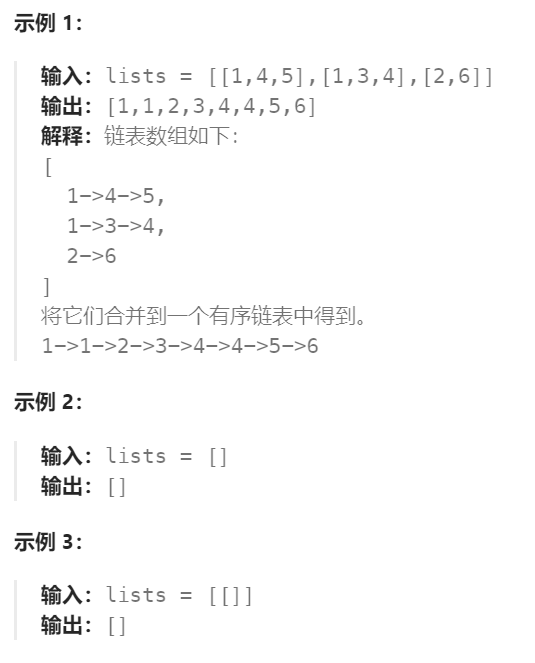 示例 1:
输入: lists = [[1,4,5],[1,3,4],[2,6]]
输出: [1,1,2,3,4,4,5,6]
解释: 链表数组如下:
[
1->4->5,
1->3->4,
2->6
]
将它们合并到一个有序链表中得到。
1->1->2->3->4->4->5->6
示例 2:
输入: lists = []
输出: []
示例 3:
输入: lists = [[]]
输出: []